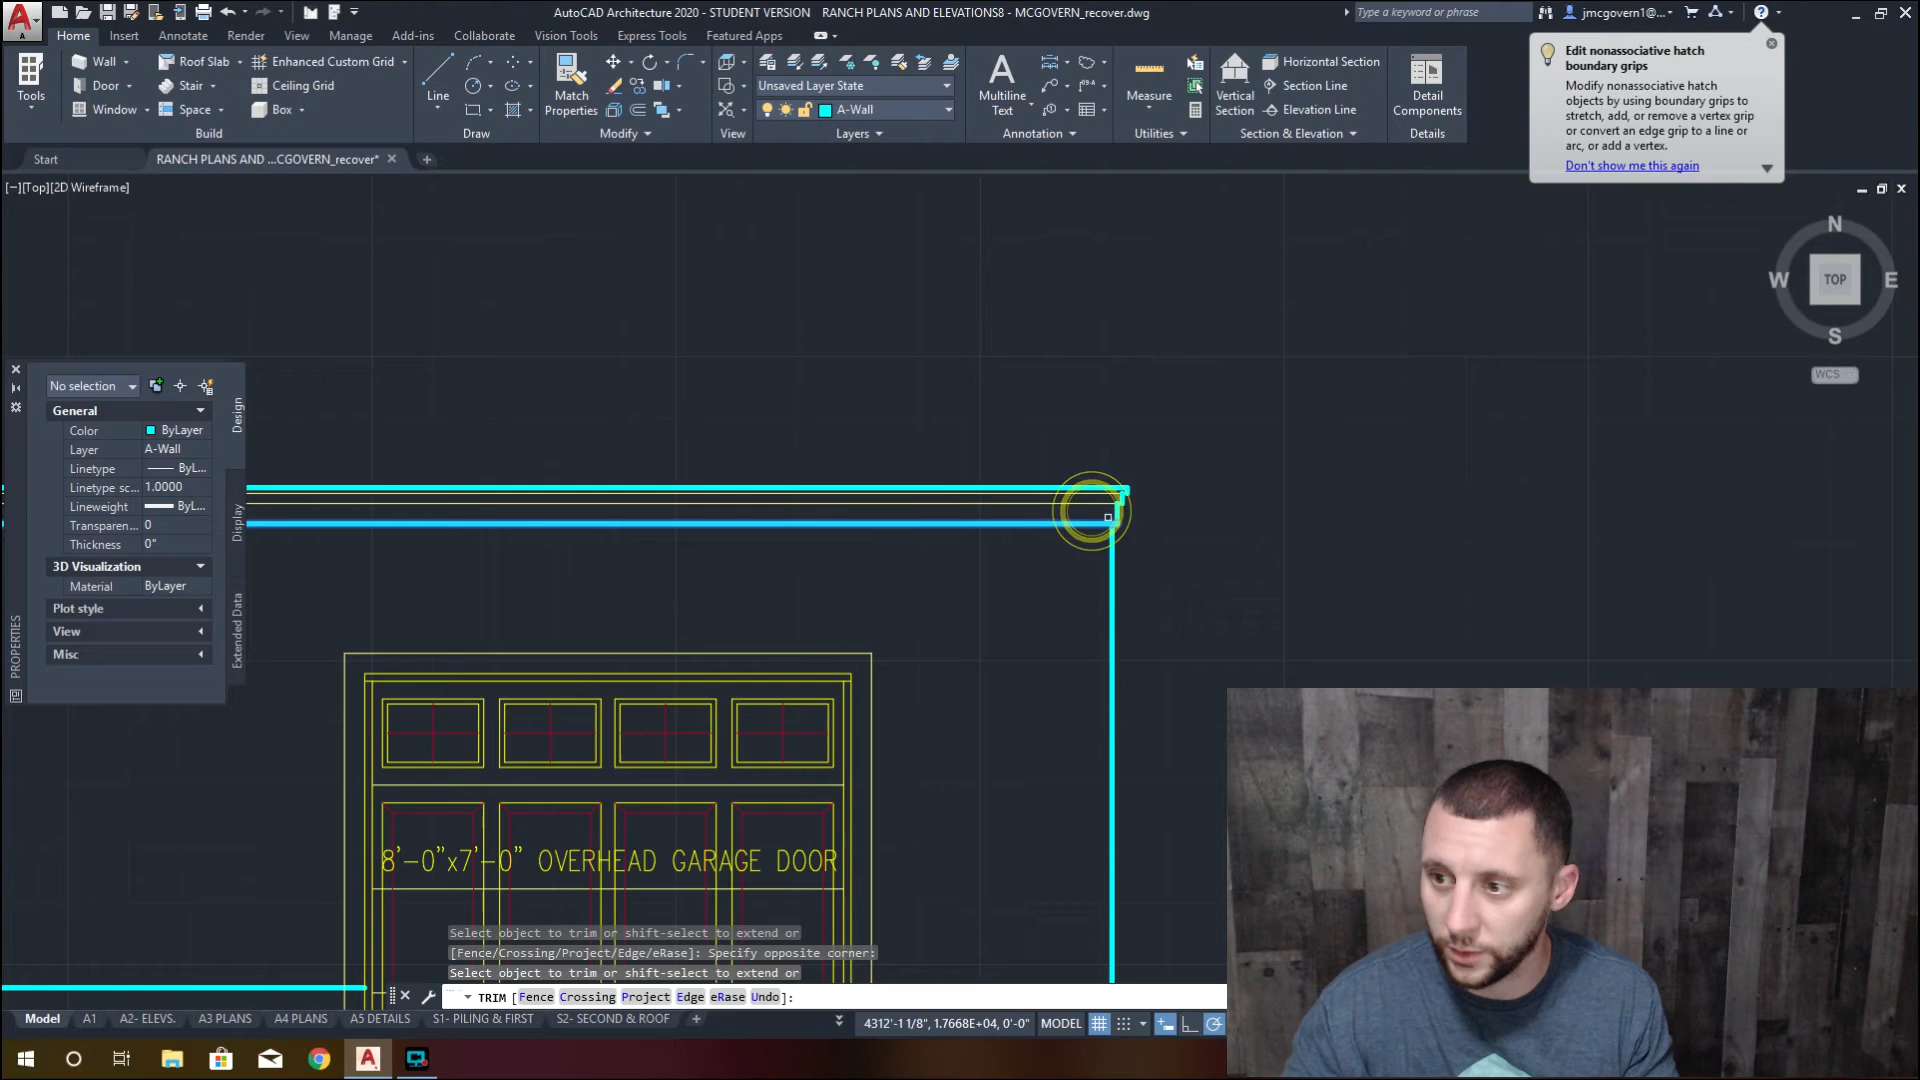 AutoCAD Architecture 2020 - STUDENT VERSION RANCH PLANS AND ELEVATIONS8 - MCGOVERN_recover.dwg
Type a keyword or phrase
jmcgovern1@...
Home Insert Annotate Render View Manage Add-ins Collaborate Vision Tools Express Tools Featured Apps
Tools
Wall
Door
Window
Roof Slab
Stair
Space
Enhanced Custom Grid
Ceiling Grid
Box
Build
Line
Draw
Match
Properties
Modify
View
Unsaved Layer State
A-Wall
Layers
Multiline
Text
Annotation
Measure
Utilities
Vertical
Section
Horizontal Section
Section Line
Elevation Line
Section & Elevation
Detail
Components
Details
Edit nonassociative hatch
boundary grips
Modify nonassociative hatch
objects by using boundary grips to
stretch, add, or remove a vertex grip
or convert an edge grip to a line or
arc, or add a vertex.
Don't show me this again
Start
RANCH PLANS AND ...CGOVERN_recover*
[−][Top][2D Wireframe]
N
W TOP E
S
WCS
No selection
General
Color ByLayer
Layer A-Wall
Linetype ByL...
Linetype sc... 1.0000
Lineweight ByL...
Transparen... 0
Thickness 0"
3D Visualization
Material ByLayer
Plot style
View
Misc
Design
Display
Extended Data
PROPERTIES
8'-0"x7'-0" OVERHEAD GARAGE DOOR
Select object to trim or shift-select to extend or
[Fence/Crossing/Project/Edge/eRase]: Specify opposite corner:
Select object to trim or shift-select to extend or
TRIM [Fence Crossing Project Edge eRase Undo]:
Model A1 A2- ELEVS. A3 PLANS A4 PLANS A5 DETAILS S1- PILING & FIRST S2- SECOND & ROOF
4312'-1 1/8", 1.7668E+04, 0'-0" MODEL